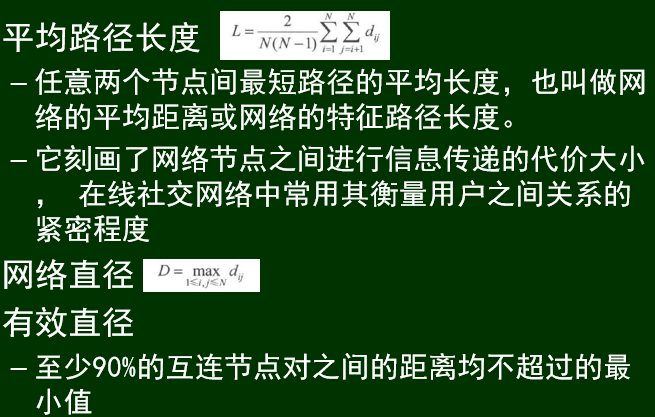 平均路径长度 L=\frac{2}{N(N-1)}\sum_{i=1}^{N}\sum_{j=i+1}^{N}d_{ij}
– 任意两个节点间最短路径的平均长度，也叫做网
络的平均距离或网络的特征路径长度。
– 它刻画了网络节点之间进行信息传递的代价大小
， 在线社交网络中常用其衡量用户之间关系的
紧密程度
网络直径 D=\max_{1≤i,j≤N}d_{ij}
有效直径
– 至少90%的互连节点对之间的距离均不超过的最
小值